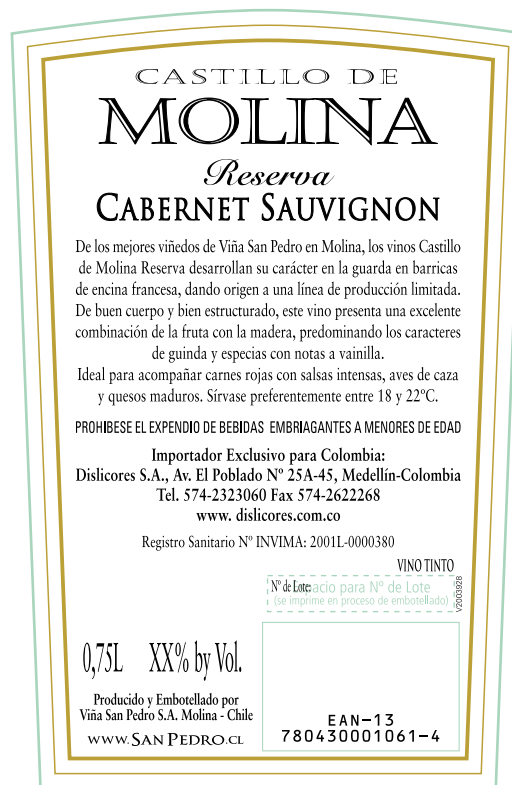 CASTILLO DE
MOLINA
Reserva
CABERNET SAUVIGNON
De los mejores viñedos de Viña San Pedro en Molina, los vinos Castillo
de Molina Reserva desarrollan su carácter en la guarda en barricas
de encina francesa, dando origen a una línea de producción limitada.
De buen cuerpo y bien estructurado, este vino presenta una excelente
combinación de la fruta con la madera, predominando los caracteres
de guinda y especias con notas a vainilla.
Ideal para acompañar carnes rojas con salsas intensas, aves de caza
y quesos maduros. Sírvase preferentemente entre 18 y 22ºC.
PROHIBESE EL EXPENDIO DE BEBIDAS EMBRIAGANTES A MENORES DE EDAD
Importador Exclusivo para Colombia:
Dislicores S.A., Av. El Poblado Nº 25A-45, Medellín-Colombia
Tel. 574-2323060 Fax 574-2622268
www. dislicores.com.co
Registro Sanitario Nº INVIMA: 2001L-0000380
VINO TINTO
Nº de Lote:
para Nº de Lote
(se imprime en proceso de embotellado)
V2003928
0,75L XX% by Vol.
Producido y Embotellado por
Viña San Pedro S.A. Molina - Chile
WWW.SAN PEDRO.CL
EAN-13
780430001061-4